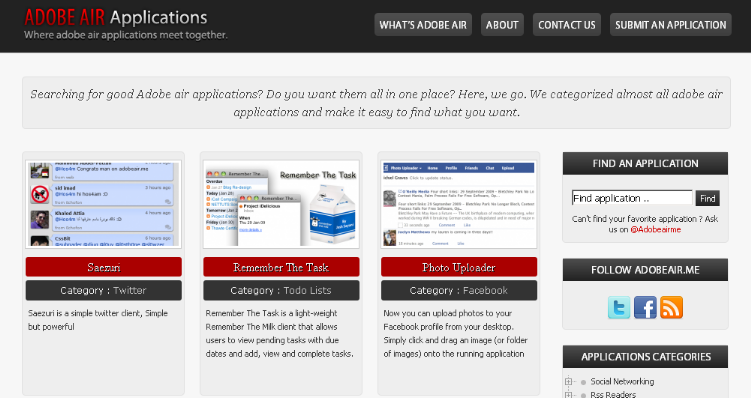 ADOBE AIR Applications
Where adobe air applications meet together.
WHAT'S ADOBE AIR
ABOUT
CONTACT US
SUBMIT AN APPLICATION
Searching for good Adobe air applications? Do you want them all in one place? Here, we go. We categorized almost all adobe air
applications and make it easy to find what you want.
Saezuri
Category : Twitter
Saezuri is a simple twitter client, Simple
but powerful
Remember The Task
Remember The Task
Category : Todo Lists
Remember The Task is a light-weight
Remember The Milk client that allows
users to view pending tasks with due
dates and add, view and complete tasks.
Photo Uploader
Category : Facebook
Now you can upload photos to your
Facebook profile from your desktop.
Simply click and drag an image (or folder
of images) onto the running application
FIND AN APPLICATION
Find application ..
Find
Can't find your favorite application ? Ask
us on @Adobeairme
FOLLOW ADOBEAIR.ME
APPLICATIONS CATEGORIES
Social Networking
Rss Readers